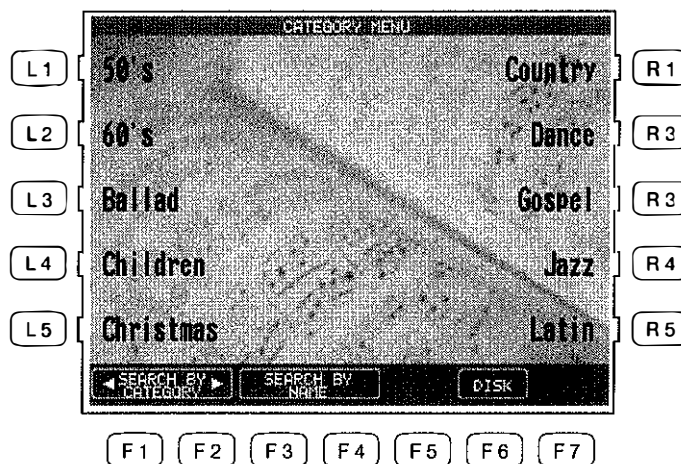 CATEGORY MENU
L1 50's Country R1
L2 60's Dance R3
L3 Ballad Gospel R3
L4 Children Jazz R4
L5 Christmas Latin R5
◀ SEARCH BY CATEGORY ▶ SEARCH BY NAME DISK
F1 F2 F3 F4 F5 F6 F7